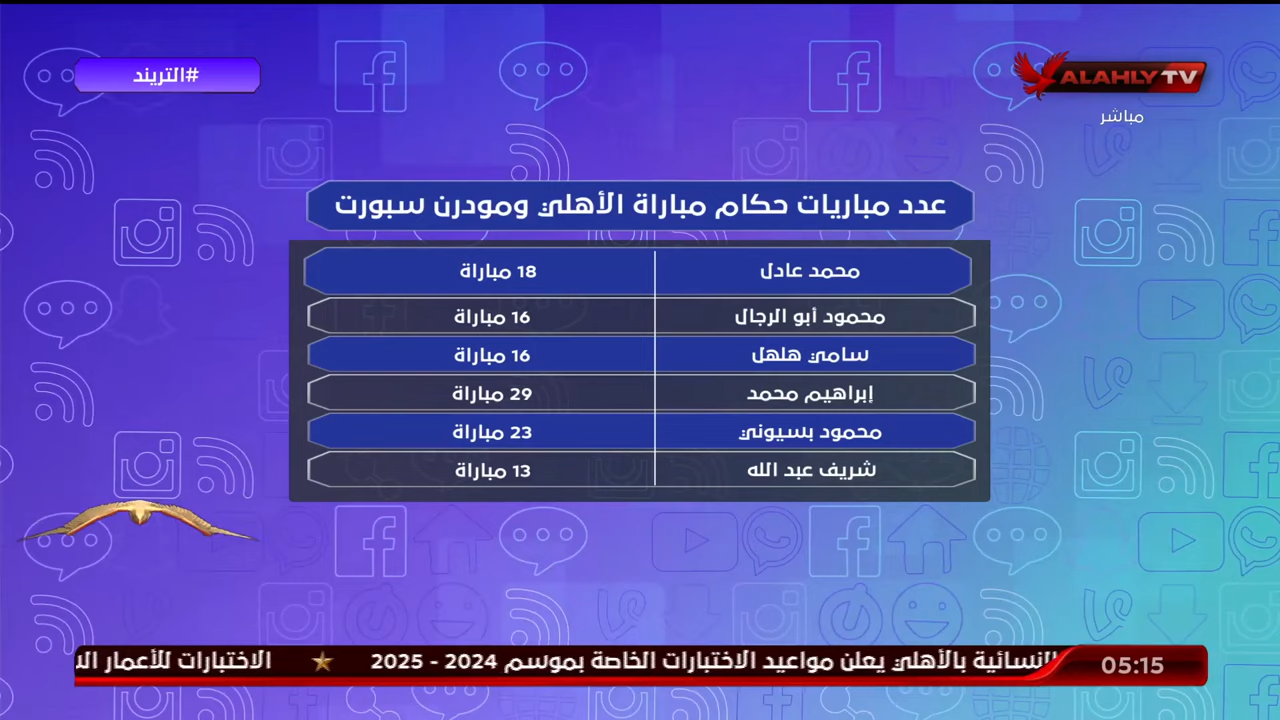 #التريند
ALAHLY TV
مباشر
عدد مباريات حكام مباراة الأهلي ومودرن سبورت
محمد عادل 18 مباراة
محمود أبو الرجال 16 مباراة
سامي هلهل 16 مباراة
إبراهيم محمد 29 مباراة
محمود بسيوني 23 مباراة
شريف عبد الله 13 مباراة
05:15
بالأهلي يعلن مواعيد الاختبارات الخاصة بموسم 2024 - 2025 الاختبارات للأعمار